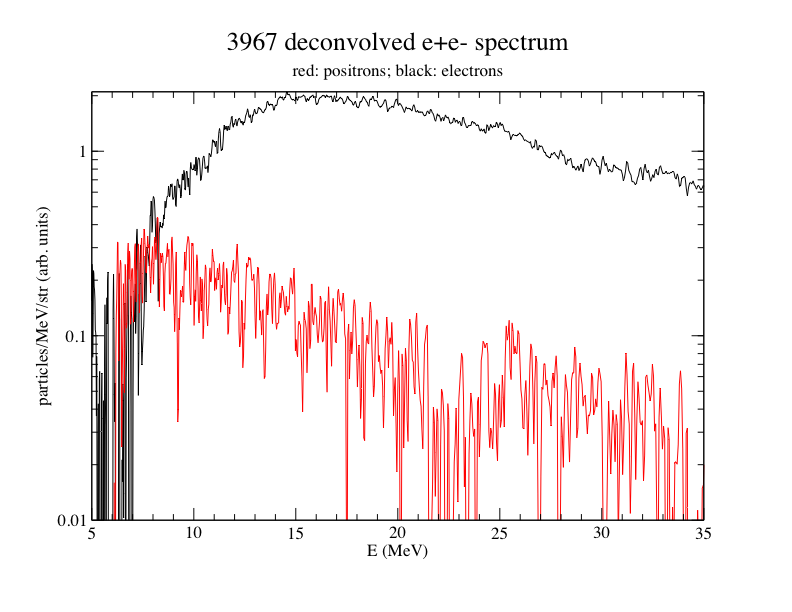 3967 deconvolved e+e- spectrum
red: positrons; black: electrons
particles/MeV/str (arb. units)
1
0.1
0.01
5 10 15 20 25 30 35
E (MeV)